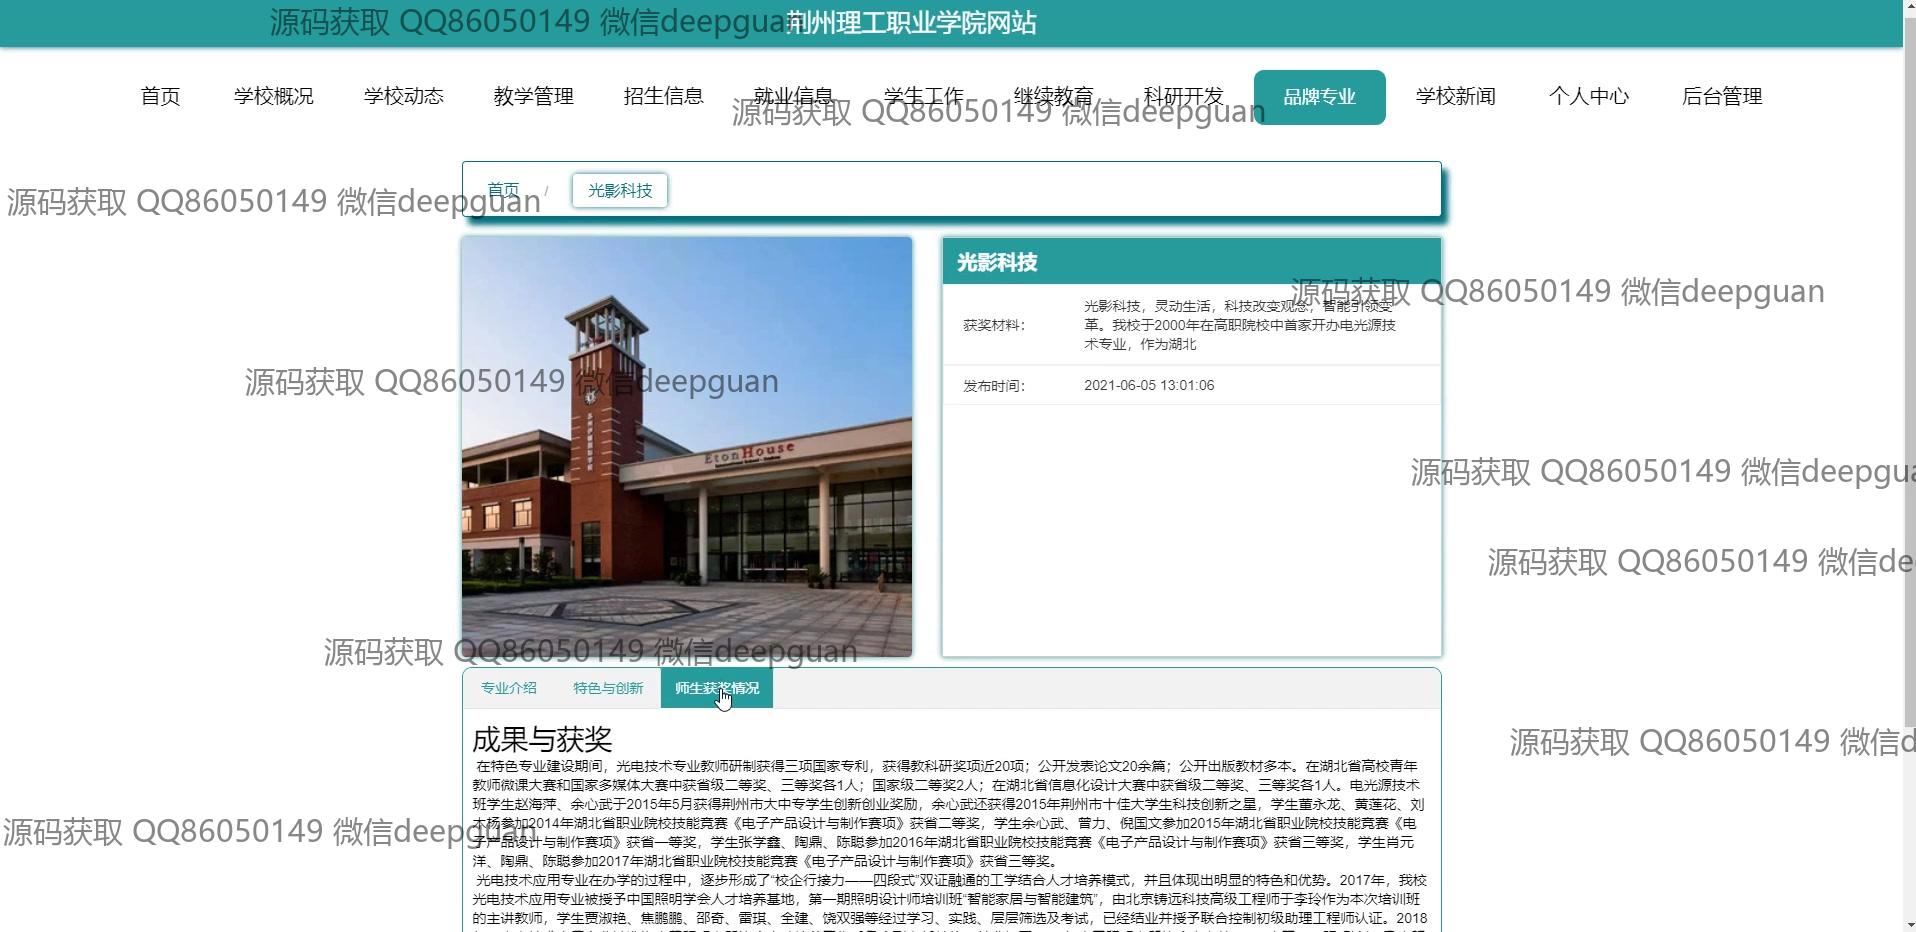 荆州理工职业学院网站
源码获取 QQ86050149 微信deepguan
首页 学校概况 学校动态 教学管理 招生信息 就业信息 学生工作 继续教育 科研开发 品牌专业 学校新闻 个人中心 后台管理
源码获取 QQ86050149 微信deepguan
首页 / 光影科技
源码获取 QQ86050149 微信deepguan
光影科技
源码获取 QQ86050149 微信deepguan
获奖材料：
光影科技，灵动生活，科技改变观念，智能引领变
革。我校于2000年在高职院校中首家开办电光源技
术专业，作为湖北
发布时间： 2021-06-05 13:01:06
源码获取 QQ86050149 微信deepguan
EtonHouse
源码获取 QQ86050149 微信deepgua
源码获取 QQ86050149 微信de
源码获取 QQ86050149 微信deepguan
专业介绍 特色与创新 师生获奖情况
成果与获奖
源码获取 QQ86050149 微信d
在特色专业建设期间，光电技术专业教师研制获得三项国家专利，获得教科研奖项近20项；公开发表论文20余篇；公开出版教材多本。在湖北省高校青年
教师微课大赛和国家多媒体大赛中获省级二等奖、三等奖各1人；国家级二等奖2人；在湖北省信息化设计大赛中获省级二等奖、三等奖各1人。电光源技术
班学生赵海萍、余心武于2015年5月获得荆州市大中专学生创新创业奖励，余心武还获得2015年荆州市十佳大学生科技创新之星，学生董永龙、黄莲花、刘
本杨参加2014年湖北省职业院校技能竞赛《电子产品设计与制作赛项》获省二等奖，学生余心武、曾力、倪国文参加2015年湖北省职业院校技能竞赛《电
子产品设计与制作赛项》获省一等奖，学生张学鑫、陶鼎、陈聪参加2016年湖北省职业院校技能竞赛《电子产品设计与制作赛项》获省三等奖，学生肖元
洋、陶鼎、陈聪参加2017年湖北省职业院校技能竞赛《电子产品设计与制作赛项》获省三等奖。
源码获取 QQ86050149 微信deepguan
光电技术应用专业在办学的过程中，逐步形成了“校企行接力——四段式”双证融通的工学结合人才培养模式，并且体现出明显的特色和优势。2017年，我校
光电技术应用专业被授予中国照明学会人才培养基地，第一期照明设计师培训班“智能家居与智能建筑”，由北京铸远科技高级工程师于李玲作为本次培训班
的主讲教师，学生贾淑艳、焦鹏鹏、邵奇、雷琪、全建、饶双强等经过学习、实践、层层筛选及考试，已经结业并授予联合控制初级助理工程师认证。2018